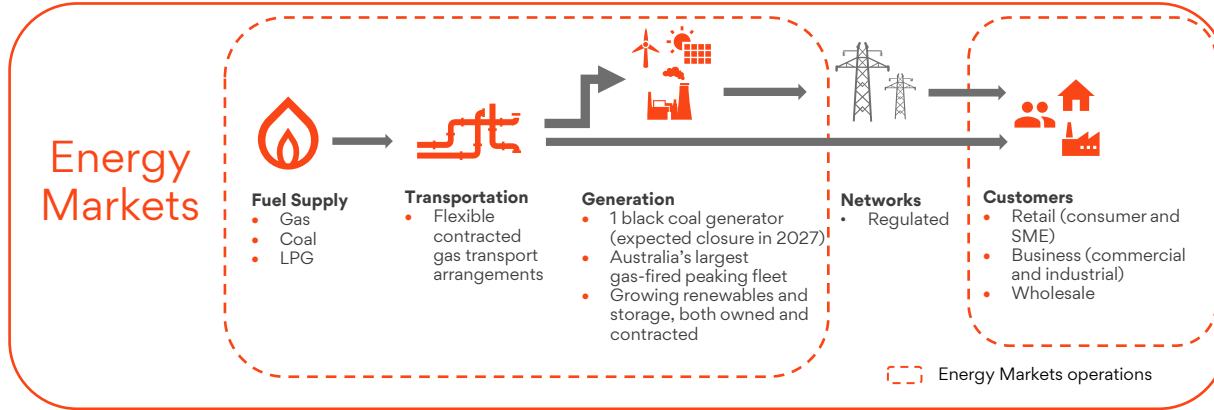 Energy
Markets
Fuel Supply
• Gas
• Coal
• LPG
Transportation
• Flexible
contracted
gas transport
arrangements
Generation
• 1 black coal generator
(expected closure in 2027)
• Australia's largest
gas-fired peaking fleet
• Growing renewables and
storage, both owned and
contracted
Networks
• Regulated
Customers
• Retail (consumer and
SME)
• Business (commercial
and industrial)
• Wholesale
Energy Markets operations